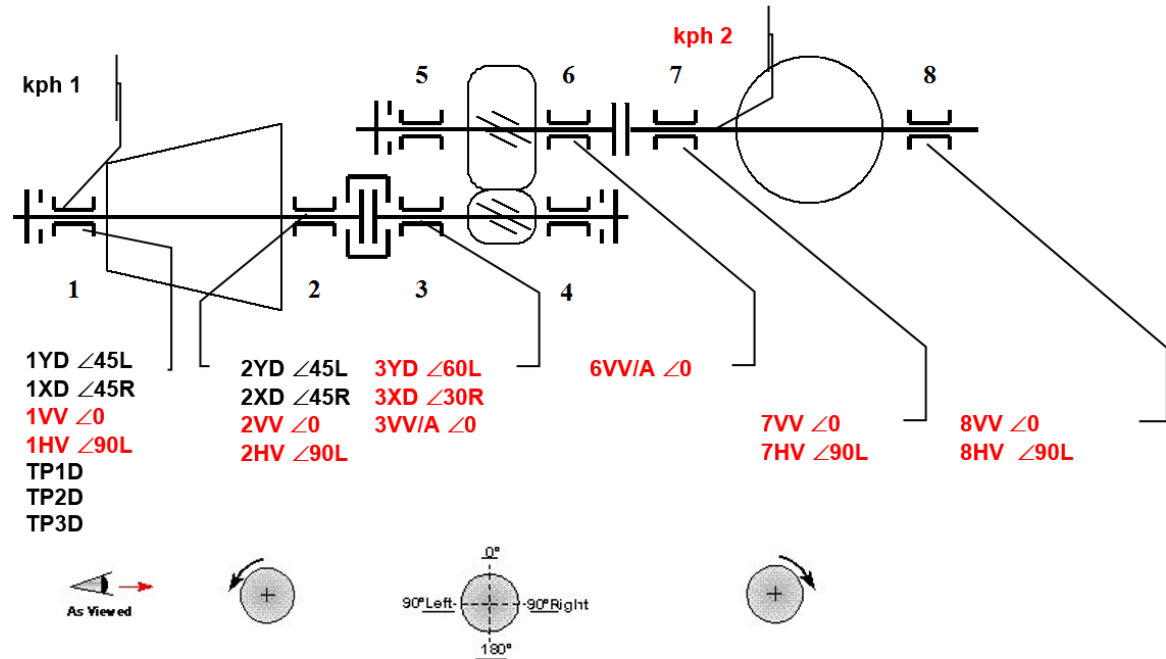 kph 1
kph 2
5
6
7
8
1
2
3
4
1YD ∠45L
1XD ∠45R
1VV ∠0
1HV ∠90L
TP1D
TP2D
TP3D
2YD ∠45L
2XD ∠45R
2VV ∠0
2HV ∠90L
3YD ∠60L
3XD ∠30R
3VV/A ∠0
6VV/A ∠0
7VV ∠0
7HV ∠90L
8VV ∠0
8HV ∠90L
As Viewed
0°
90°Left
90°Right
180°